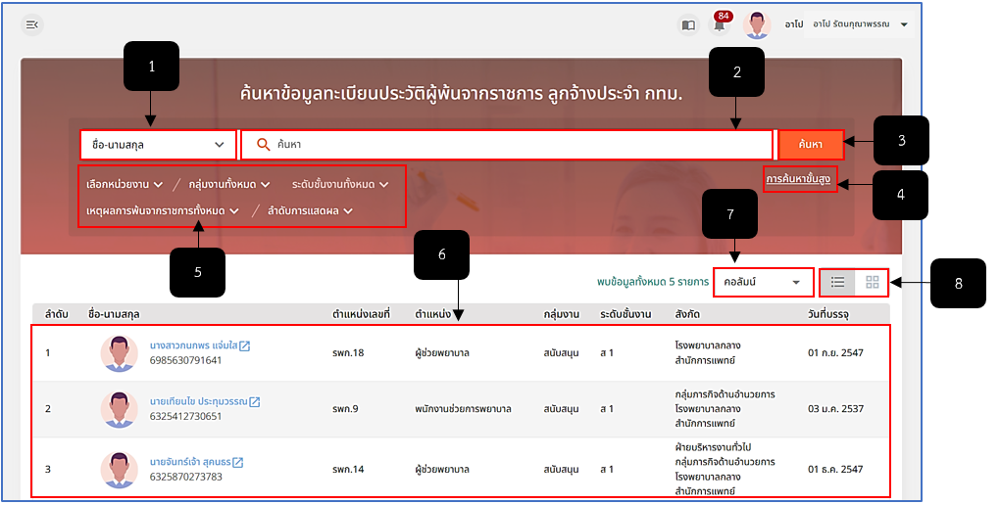 84
อาไป อาไป รัตนกุณาพรรณ
1
2
ค้นหาข้อมูลทะเบียนประวัติผู้พ้นจากราชการ ลูกจ้างประจำ กทม.
ชื่อ-นามสกุล ค้นหา ค้นหา
3
เลือกหน่วยงาน / กลุ่มงานทั้งหมด ระดับชั้นงานทั้งหมด
การค้นหาขั้นสูง
4
เหตุผลการพ้นจากราชการทั้งหมด / ลำดับการแสดงผล
7
6
5
พบข้อมูลทั้งหมด 5 รายการ คอลัมน์
8
ลำดับ ชื่อ-นามสกุล ตำแหน่งเลขที่ ตำแหน่ง กลุ่มงาน ระดับชั้นงาน สังกัด วันที่บรรจุ
1 นางสาวกนกพร แจ่มใส รพก.18 ผู้ช่วยพยาบาล สนับสนุน ส 1 โรงพยาบาลกลาง 01 ก.ย. 2547
6985630791641 สำนักการแพทย์
2 นายเทียนไข ประทุมวรรณ รพก.9 พนักงานช่วยการพยาบาล สนับสนุน ส 1 กลุ่มภารกิจด้านอำนวยการ 03 ม.ค. 2537
6325412730651 โรงพยาบาลกลาง
สำนักการแพทย์
3 นายจันทร์เจ้า สุคนธร รพก.14 ผู้ช่วยพยาบาล สนับสนุน ส 1 ฝ่ายบริหารงานทั่วไป 01 ธ.ค. 2547
6325870273783 กลุ่มภารกิจด้านอำนวยการ
โรงพยาบาลกลาง
สำนักการแพทย์